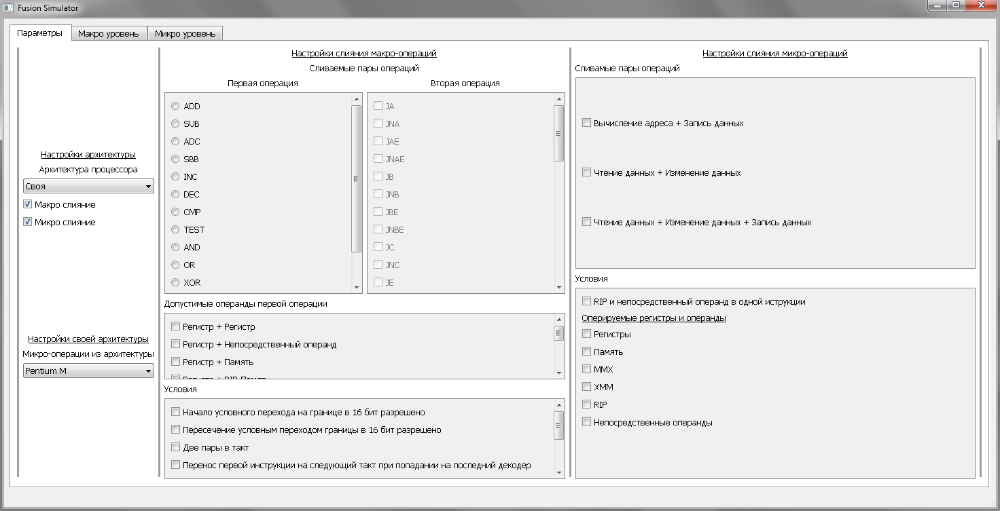 Fusion Simulator
Параметры
Макро уровень
Микро уровень
Настройки архитектуры
Архитектура процессора
Своя
Макро слияние
Микро слияние
Настройки своей архитектуры
Микро-операции из архитектуры
Pentium M
Настройки слияния макро-операций
Сливаемые пары операций
Первая операция
ADD
SUB
ADC
SBB
INC
DEC
CMP
TEST
AND
OR
XOR
Вторая операция
JA
JNA
JAE
JNAE
JB
JNB
JBE
JNBE
JC
JNC
JE
Допустимые операнды первой операции
Регистр + Регистр
Регистр + Непосредственный операнд
Регистр + Память
Регистр + RIP Память
Условия
Начало условного перехода на границе в 16 бит разрешено
Пересечение условным переходом границы в 16 бит разрешено
Две пары в такт
Перенос первой инструкции на следующий такт при попадании на последний декодер
Настройки слияния микро-операций
Сливамые пары операций
Вычисление адреса + Запись данных
Чтение данных + Изменение данных
Чтение данных + Изменение данных + Запись данных
Условия
RIP и непосредственный операнд в одной иструкции
Оперируемые регистры и операнды
Регистры
Память
MMX
XMM
RIP
Непосредственные операнды